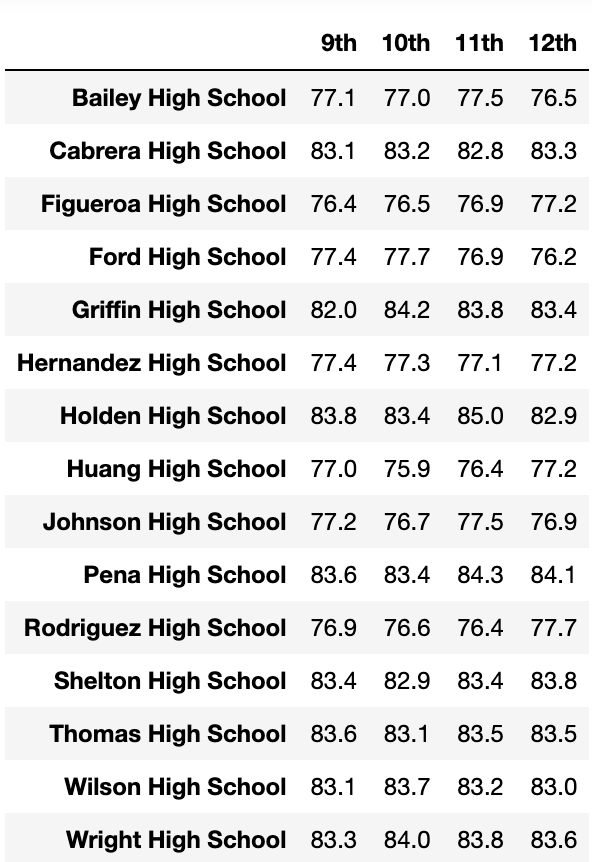 9th 10th 11th 12th
Bailey High School 77.1 77.0 77.5 76.5
Cabrera High School 83.1 83.2 82.8 83.3
Figueroa High School 76.4 76.5 76.9 77.2
Ford High School 77.4 77.7 76.9 76.2
Griffin High School 82.0 84.2 83.8 83.4
Hernandez High School 77.4 77.3 77.1 77.2
Holden High School 83.8 83.4 85.0 82.9
Huang High School 77.0 75.9 76.4 77.2
Johnson High School 77.2 76.7 77.5 76.9
Pena High School 83.6 83.4 84.3 84.1
Rodriguez High School 76.9 76.6 76.4 77.7
Shelton High School 83.4 82.9 83.4 83.8
Thomas High School 83.6 83.1 83.5 83.5
Wilson High School 83.1 83.7 83.2 83.0
Wright High School 83.3 84.0 83.8 83.6